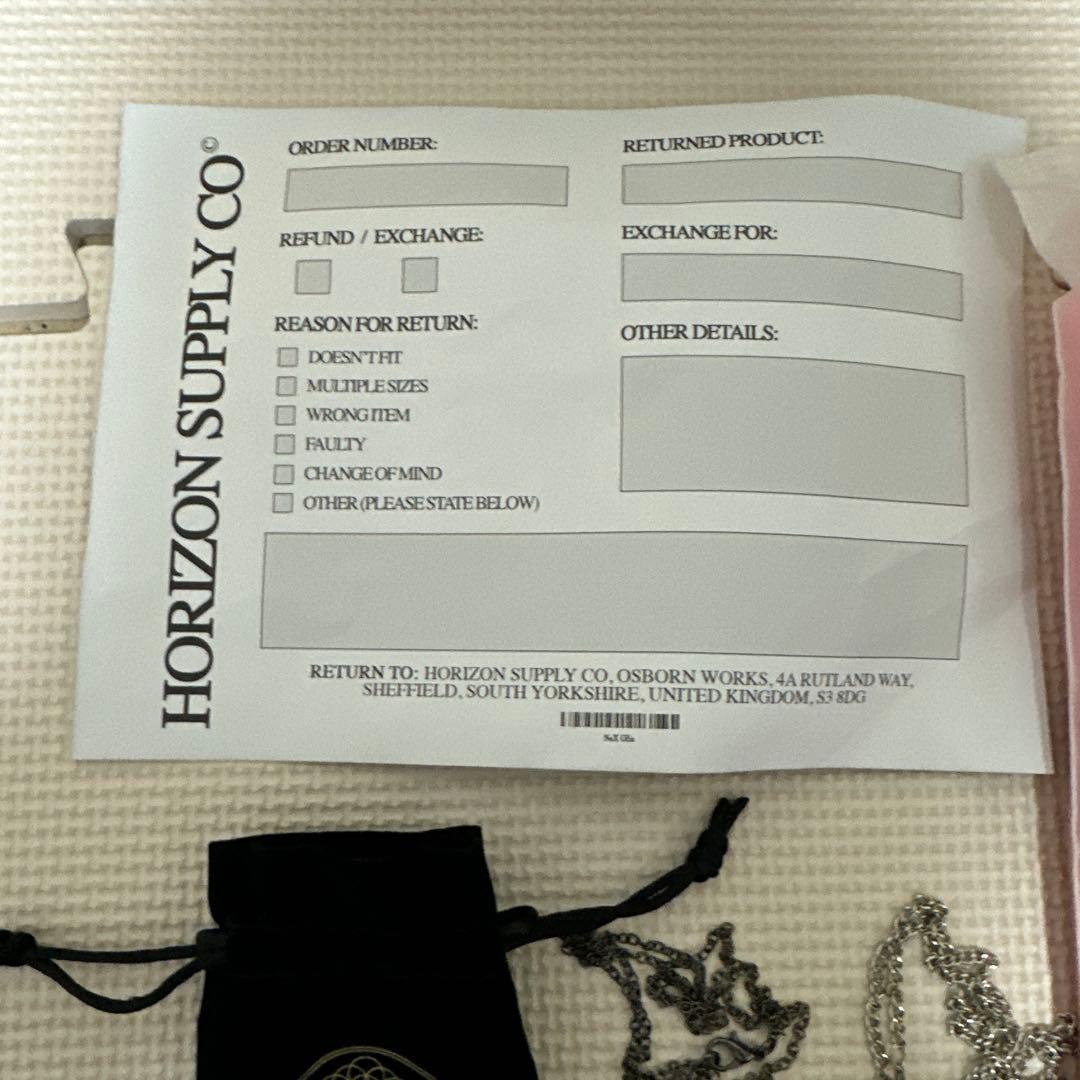 HORIZON SUPPLY CO©
ORDER NUMBER:
REFUND / EXCHANGE:
REASON FOR RETURN:
DOESN'T FIT
MULTIPLE SIZES
WRONG ITEM
FAULTY
CHANGE OF MIND
OTHER (PLEASE STATE BELOW)
RETURNED PRODUCT:
EXCHANGE FOR:
OTHER DETAILS:
RETURN TO: HORIZON SUPPLY CO, OSBORN WORKS, 4A RUTLAND WAY,
SHEFFIELD, SOUTH YORKSHIRE, UNITED KINGDOM, S3 8DG